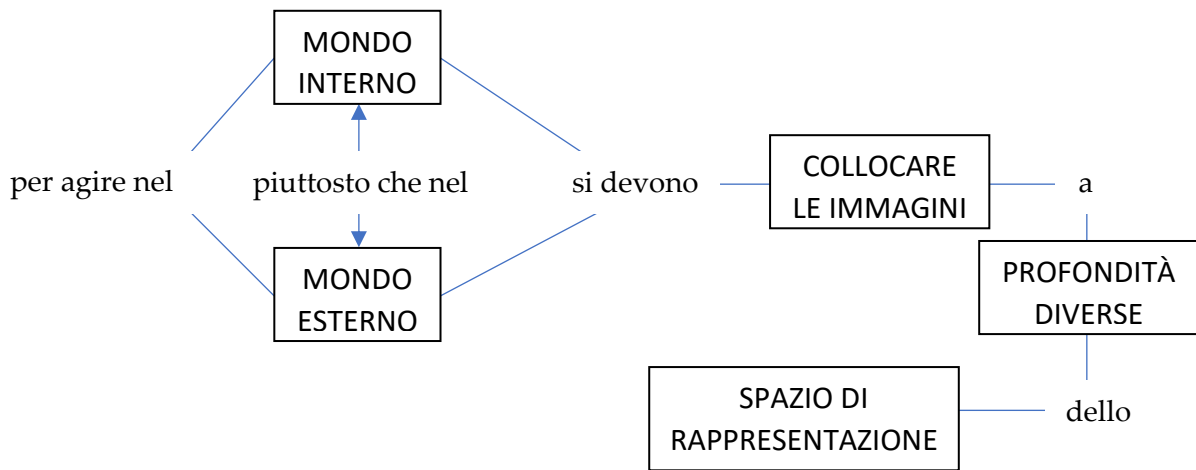 MONDO
INTERNO
per agire nel
piuttosto che nel
si devono
COLLOCARE
LE IMMAGINI
a
MONDO
ESTERNO
PROFONDITÀ
DIVERSE
SPAZIO DI
RAPPRESENTAZIONE
dello